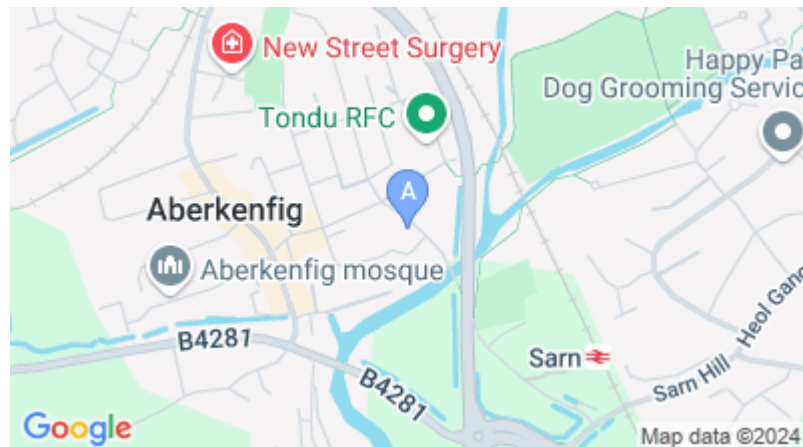 New Street Surgery
Happy Pa
Dog Grooming Servic
Tondu RFC
A
Aberkenfig
Aberkenfig mosque
B4281
B4281
Sarn
Sarn Hill
Heol Gane
Google
Map data ©2024